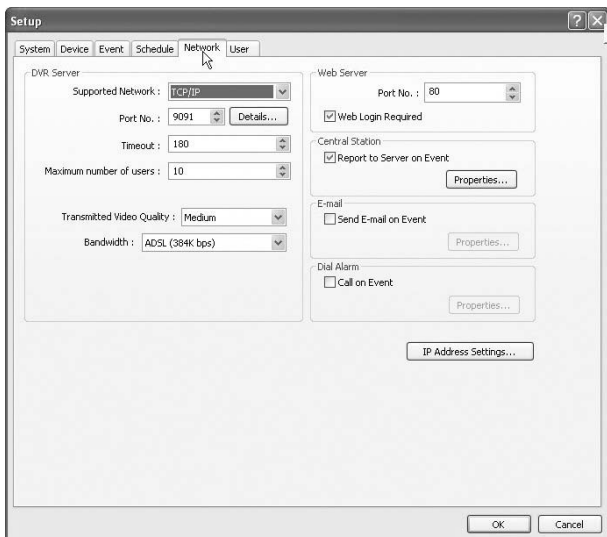 Setup
System Device Event Schedule Network User
DVR Server
Supported Network : TCP/IP
Port No. : 9091 Details...
Timeout : 180
Maximum number of users : 10
Transmitted Video Quality : Medium
Bandwidth : ADSL (384K bps)
Web Server
Port No. : 80
Web Login Required
Central Station
Report to Server on Event
Properties...
E-mail
Send E-mail on Event
Properties...
Dial Alarm
Call on Event
Properties...
IP Address Settings...
OK Cancel